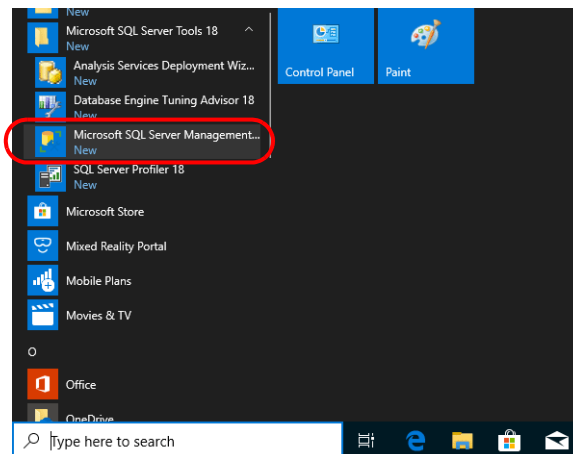 New
Microsoft SQL Server Tools 18
New
Analysis Services Deployment Wiz...
New
Database Engine Tuning Advisor 18
New
Microsoft SQL Server Management...
New
SQL Server Profiler 18
New
Microsoft Store
Mixed Reality Portal
Mobile Plans
Movies & TV
O
Office
OneDrive
Control Panel
Paint
Type here to search